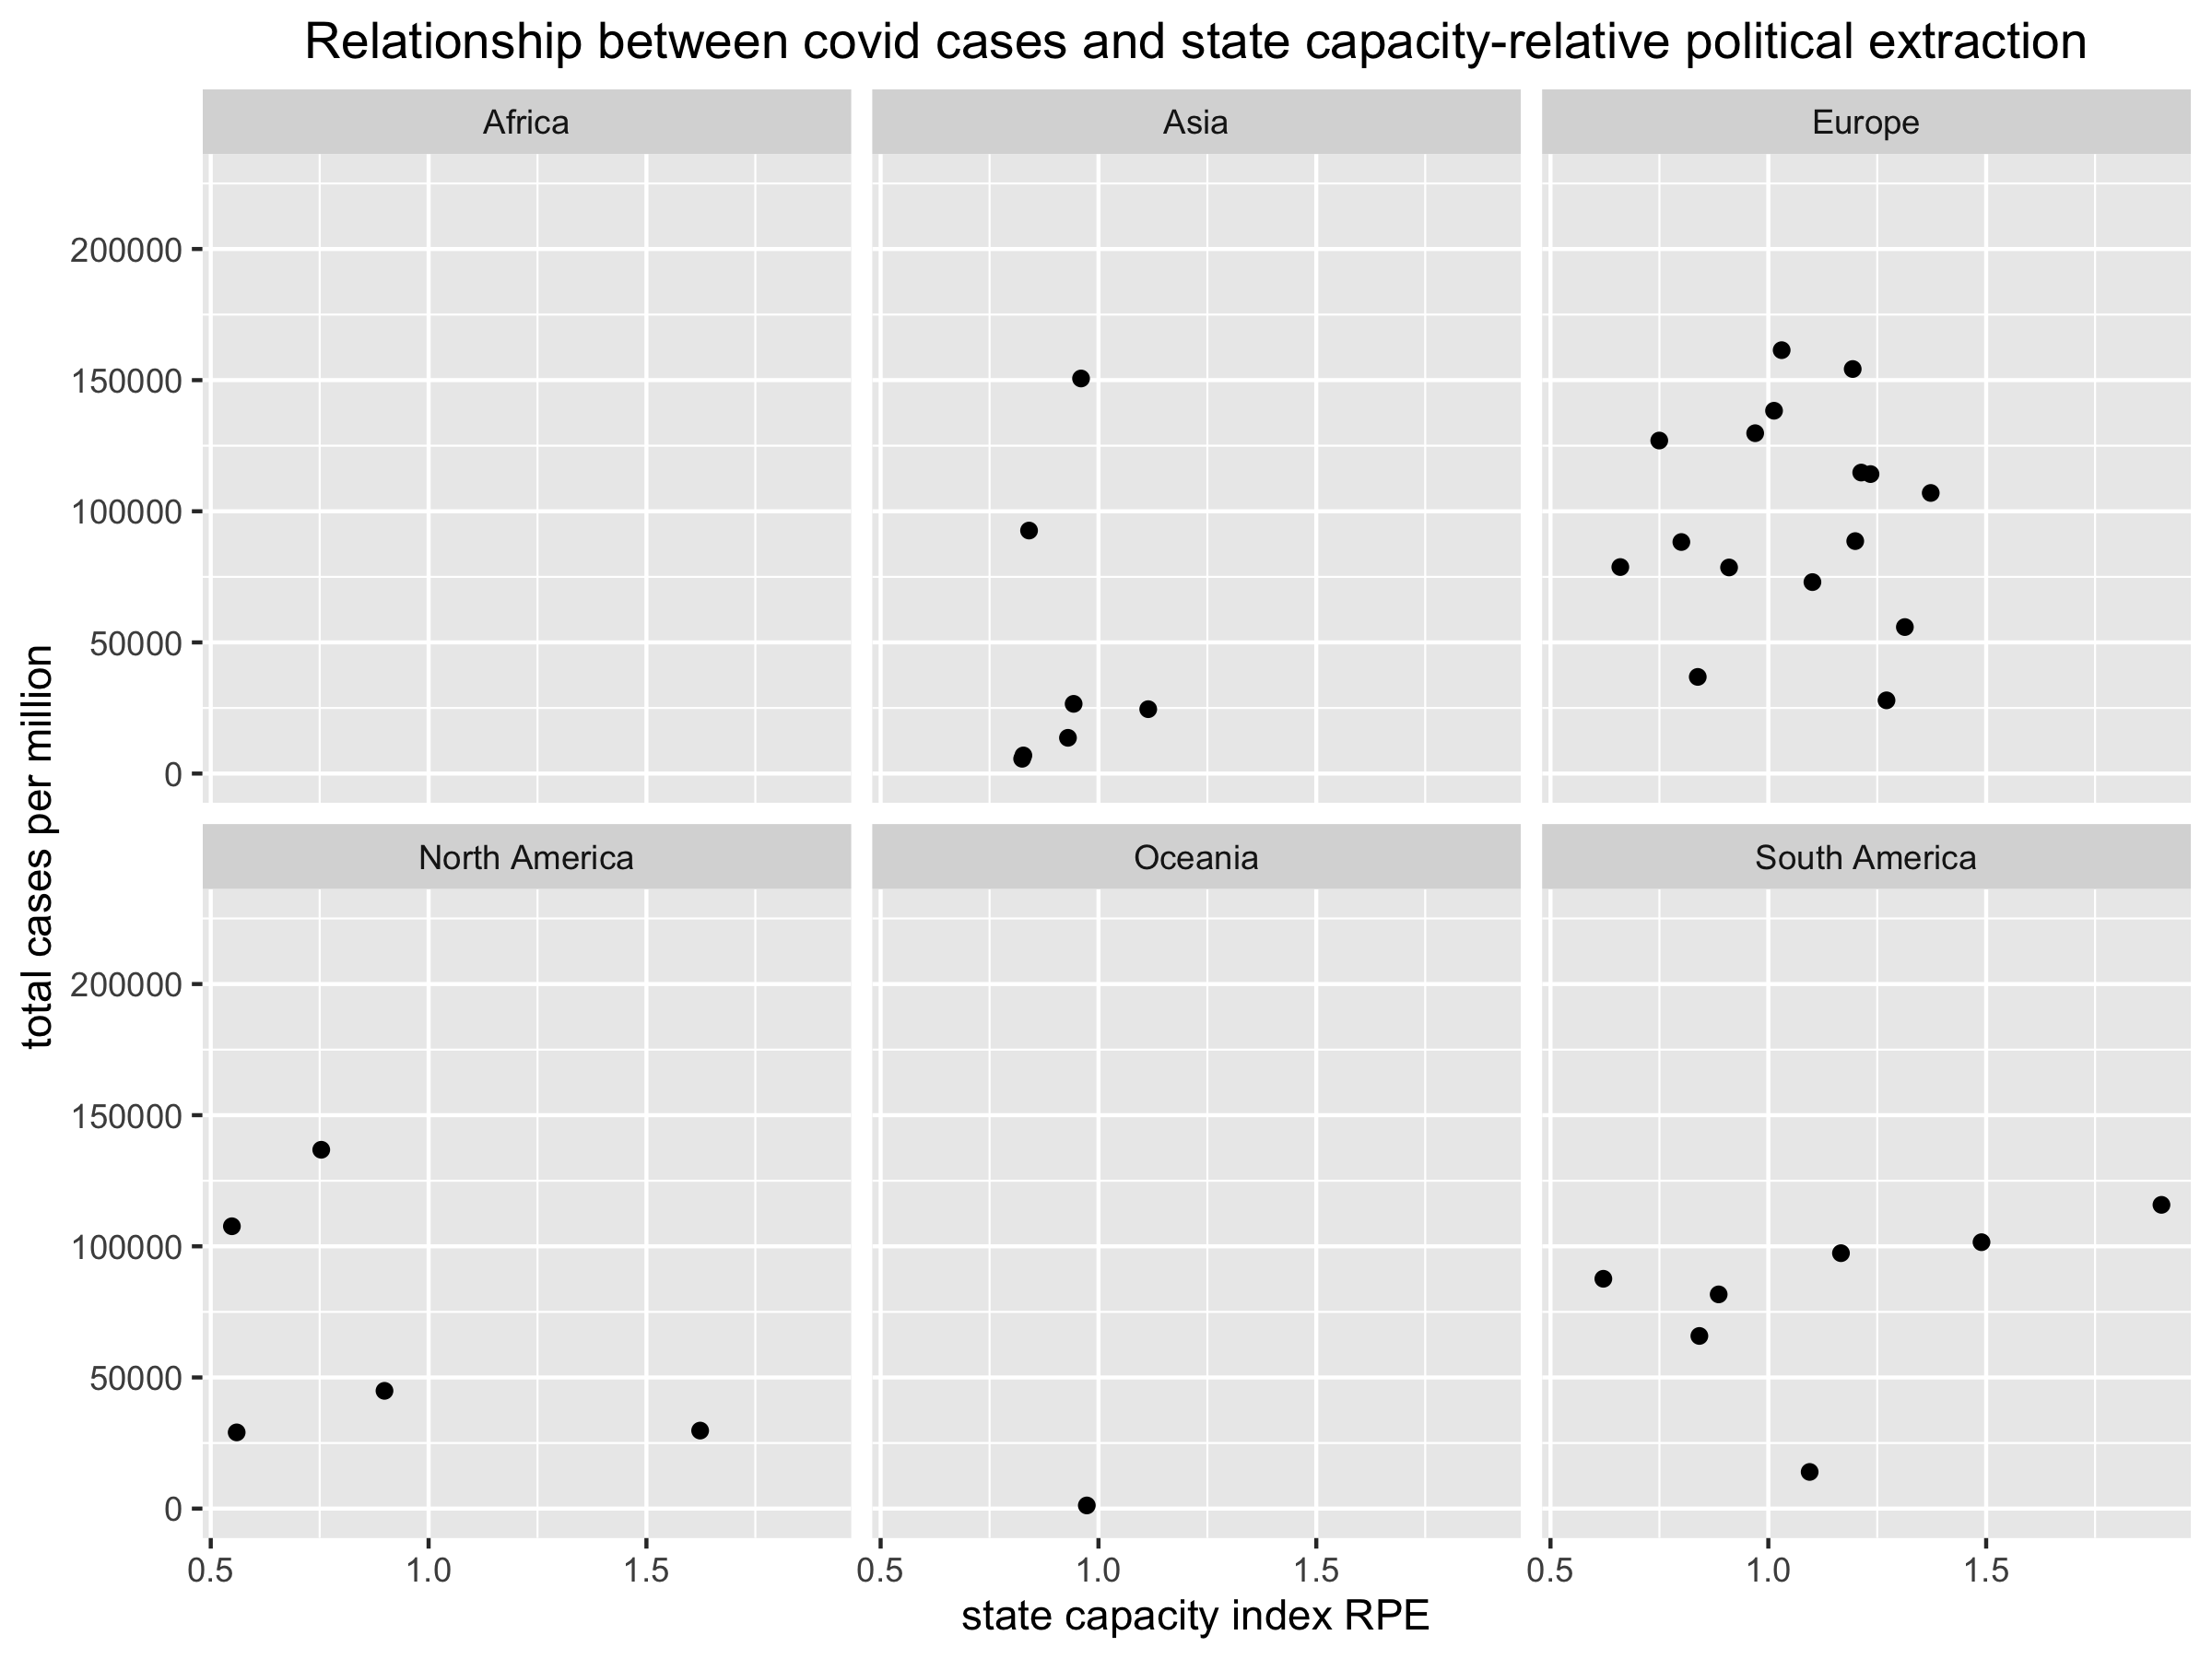 Relationship between covid cases and state capacity-relative political extraction
Africa
Asia
Europe
200000
150000
100000
50000
0
North America
Oceania
South America
200000
150000
100000
50000
0
total cases per million
0.5 1.0 1.5 0.5 1.0 1.5 0.5 1.0 1.5
state capacity index RPE